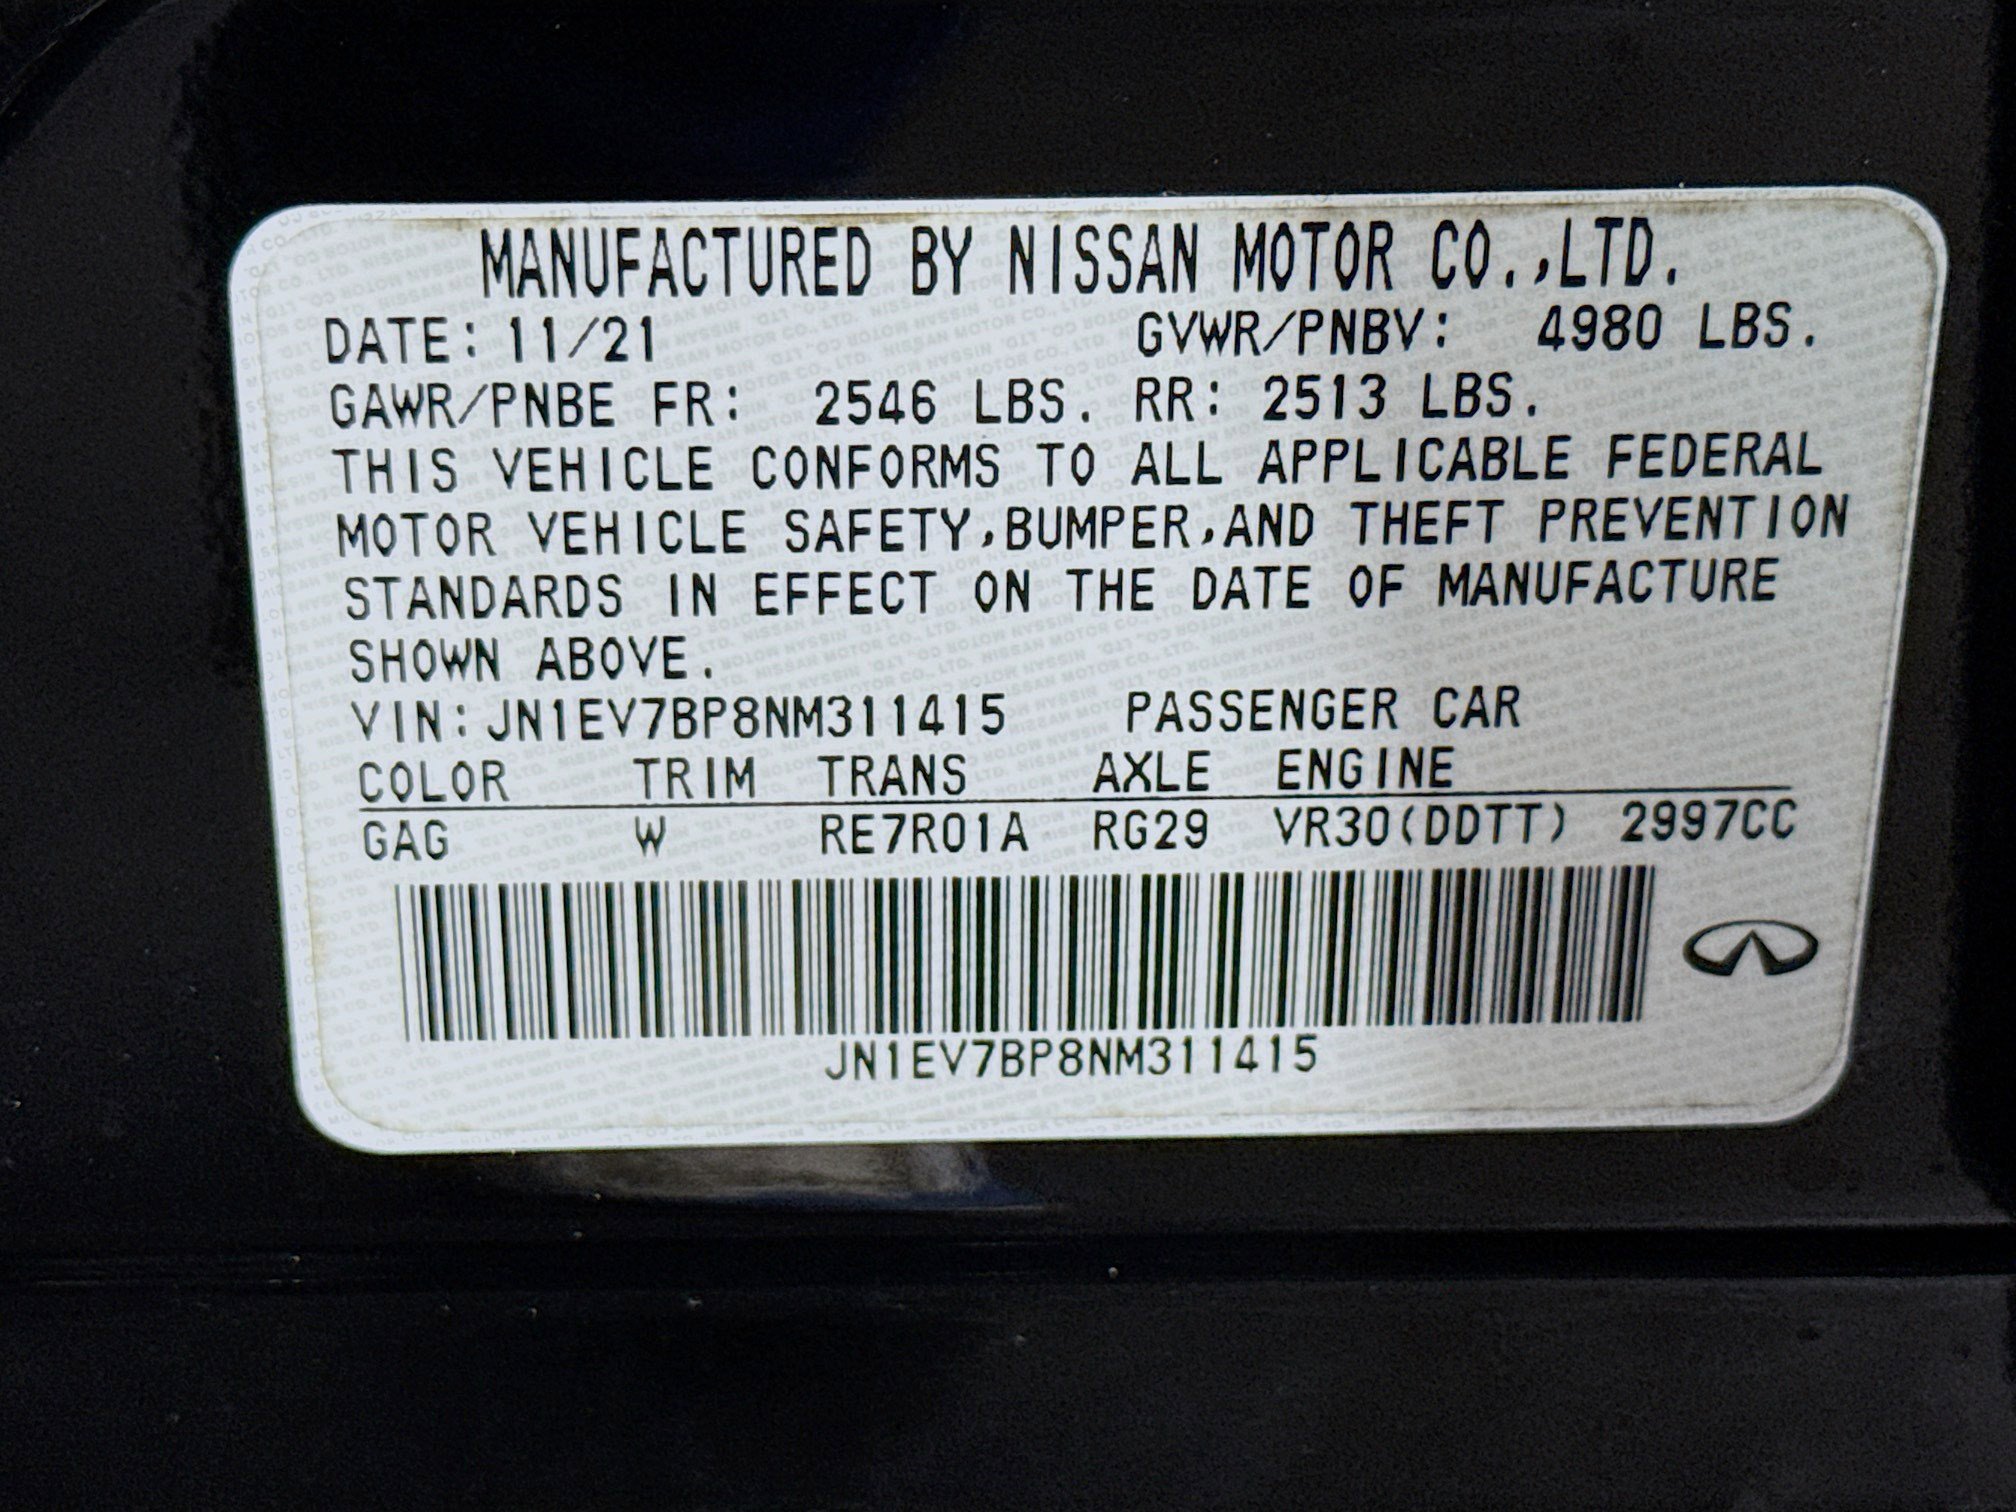 MANUFACTURED BY NISSAN MOTOR CO.,LTD.
DATE: 11/21 GVWR/PNBV: 4980 LBS.
GAWR/PNBE FR: 2546 LBS. RR: 2513 LBS.
THIS VEHICLE CONFORMS TO ALL APPLICABLE FEDERAL
MOTOR VEHICLE SAFETY,BUMPER,AND THEFT PREVENTION
STANDARDS IN EFFECT ON THE DATE OF MANUFACTURE
SHOWN ABOVE.
VIN:JN1EV7BP8NM311415 PASSENGER CAR
COLOR TRIM TRANS AXLE ENGINE
GAG W RE7R01A RG29 VR30(DDTT) 2997CC
JN1EV7BP8NM311415